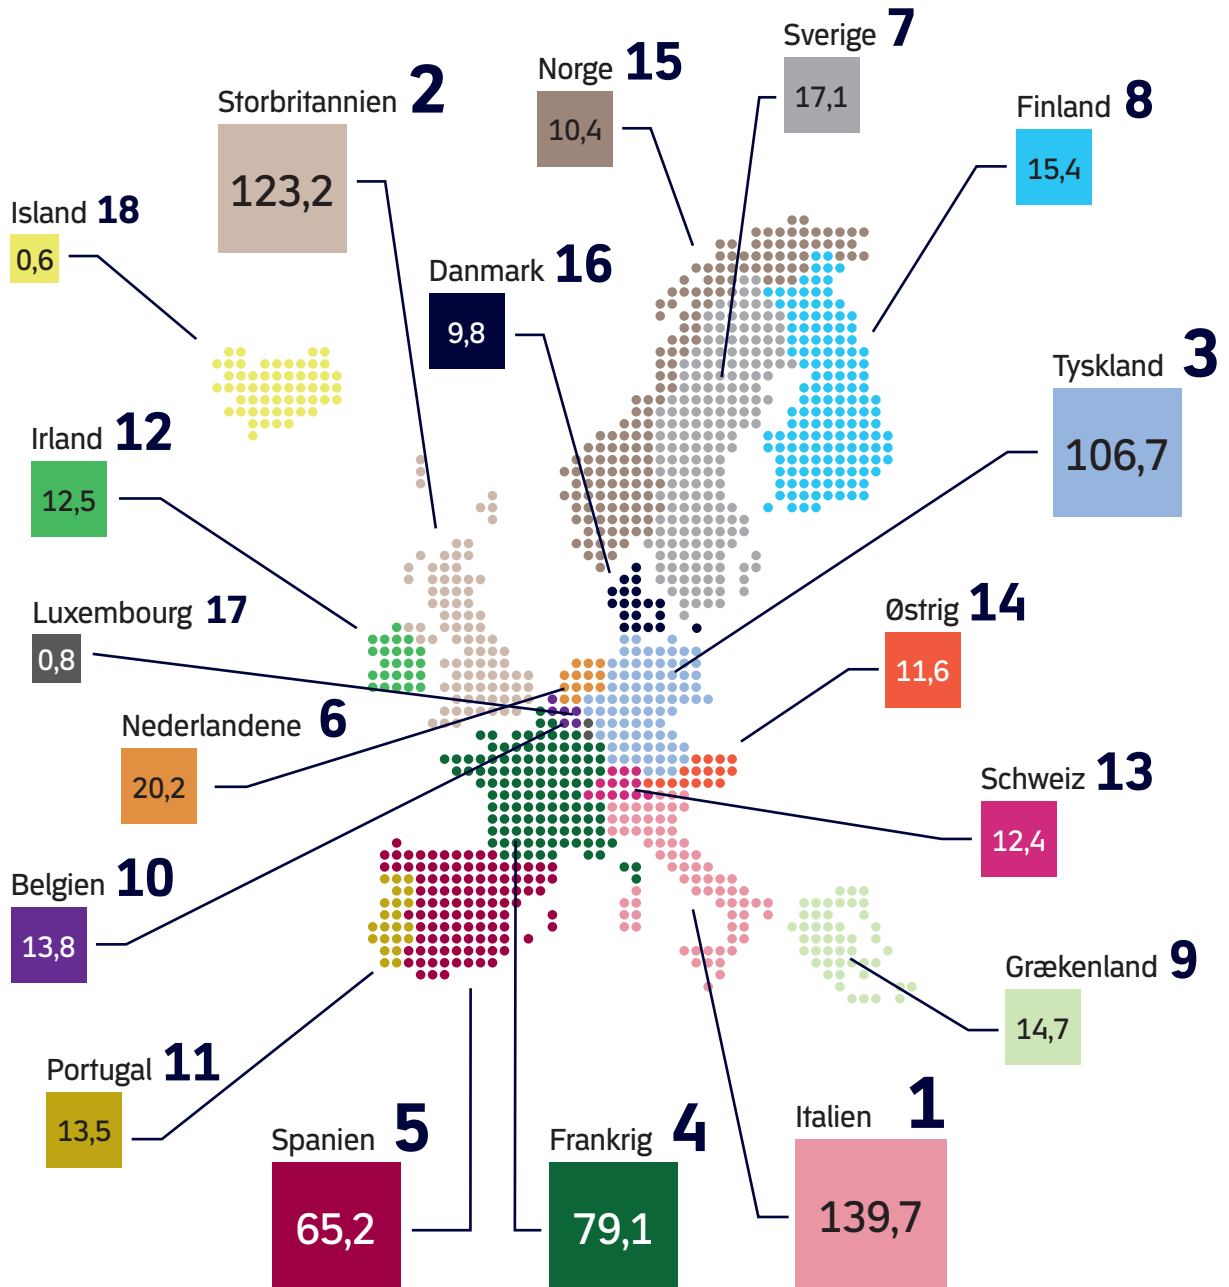 Sverige 7
17,1
Norge 15
10,4
Storbritannien 2
123,2
Finland 8
15,4
Island 18
0,6
Danmark 16
9,8
Tyskland 3
106,7
Irland 12
12,5
Luxembourg 17
0,8
Østrig 14
11,6
Nederlandene 6
20,2
Schweiz 13
12,4
Belgien 10
13,8
Grækenland 9
14,7
Portugal 11
13,5
Spanien 5
65,2
Frankrig 4
79,1
Italien 1
139,7